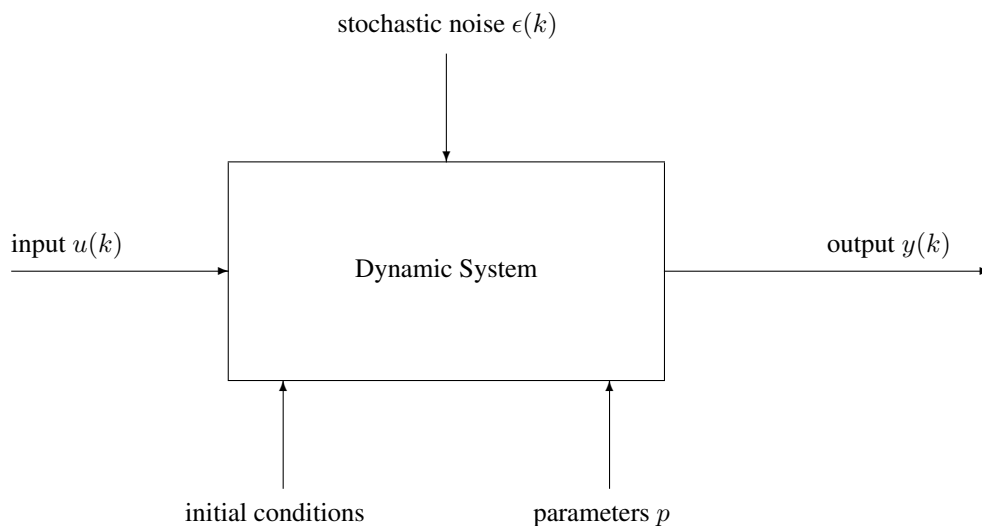 stochastic noise ϵ(k)
input u(k)
output y(k)
Dynamic System
initial conditions
parameters p